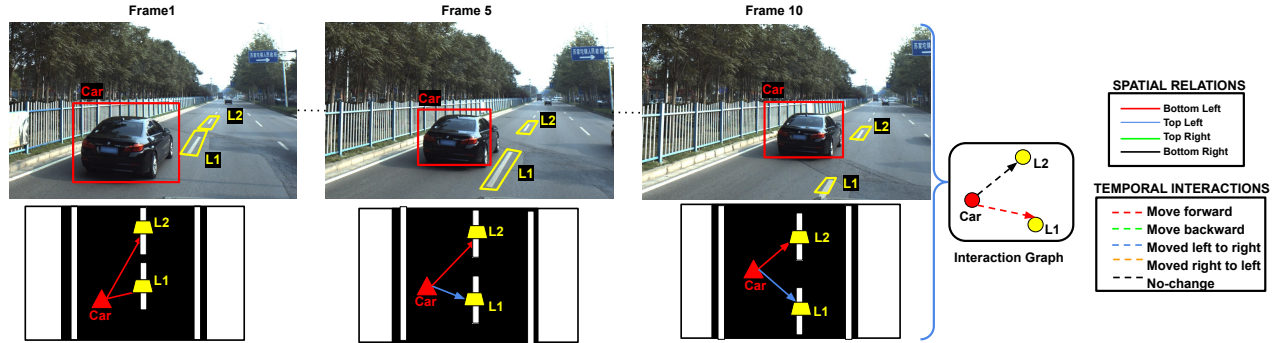 Frame1
Frame 5
Frame 10
Car
L2
L1
Car
L2
L1
Car
L2
L1
L2
L1
Car
L2
L1
Car
L2
L1
Car
L2
Car
L1
Interaction Graph
SPATIAL RELATIONS
Bottom Left
Top Left
Top Right
Bottom Right
TEMPORAL INTERACTIONS
Move forward
Move backward
Moved left to right
Moved right to left
No-change